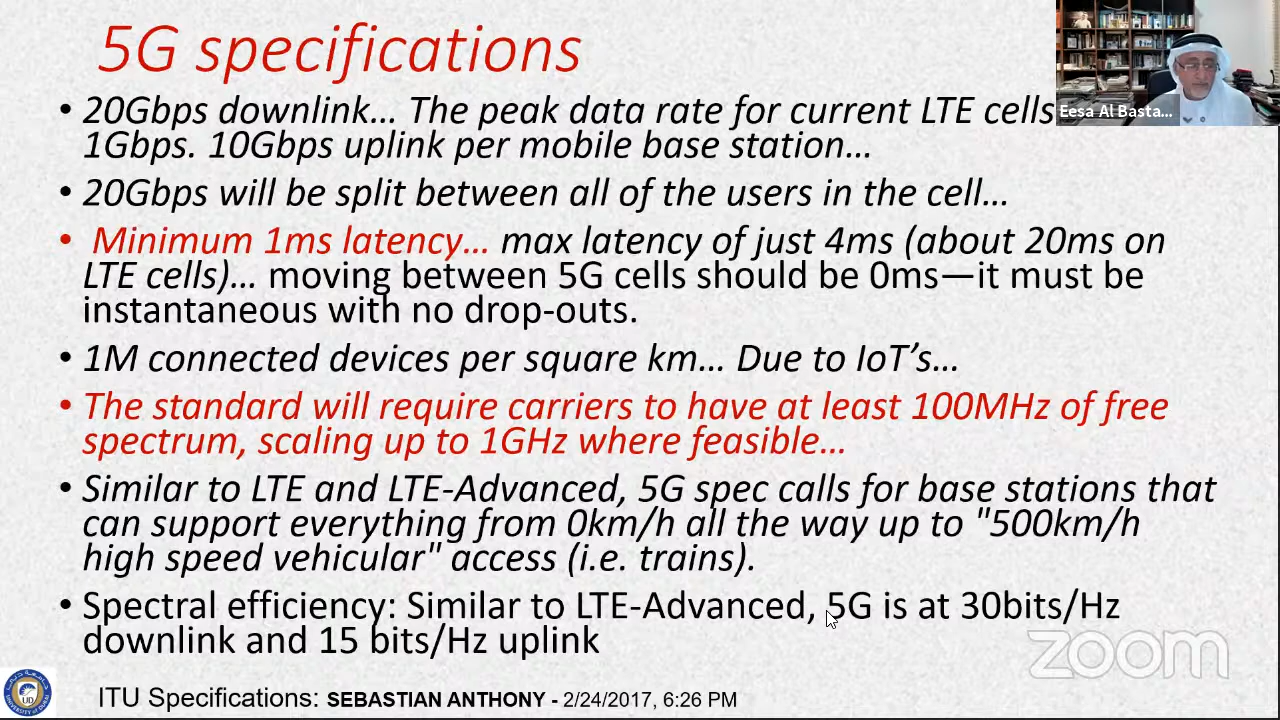 5G specifications
• 20Gbps downlink… The peak data rate for current LTE cells
1Gbps. 10Gbps uplink per mobile base station…
• 20Gbps will be split between all of the users in the cell…
• Minimum 1ms latency… max latency of just 4ms (about 20ms on
LTE cells)… moving between 5G cells should be 0ms—it must be
instantaneous with no drop-outs.
• 1M connected devices per square km… Due to IoT’s…
• The standard will require carriers to have at least 100MHz of free
spectrum, scaling up to 1GHz where feasible…
• Similar to LTE and LTE-Advanced, 5G spec calls for base stations that
can support everything from 0km/h all the way up to "500km/h
high speed vehicular" access (i.e. trains).
• Spectral efficiency: Similar to LTE-Advanced, 5G is at 30bits/Hz
downlink and 15 bits/Hz uplink
ITU Specifications: SEBASTIAN ANTHONY - 2/24/2017, 6:26 PM
Eesa Al Basta...
zoom
UD